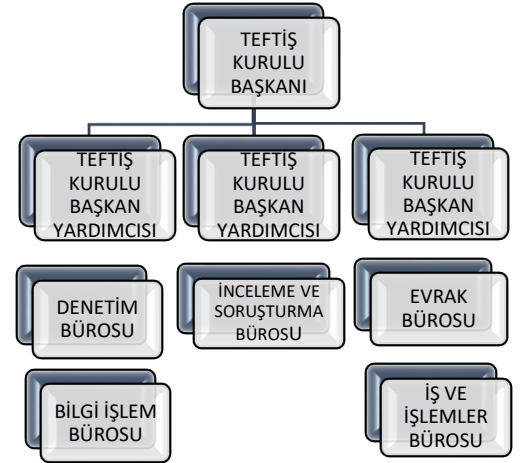 TEFTİŞ
KURULU
BAŞKANI
TEFTİŞ
KURULU
BAŞKAN
YARDIMCISI
TEFTİŞ
KURULU
BAŞKAN
YARDIMCISI
TEFTİŞ
KURULU
BAŞKAN
YARDIMCISI
DENETİM
BÜROSU
İNCELEME VE
SORUŞTURMA
BÜROSU
EVRAK
BÜROSU
BİLGİ İŞLEM
BÜROSU
İŞ VE
İŞLEMLER
BÜROSU